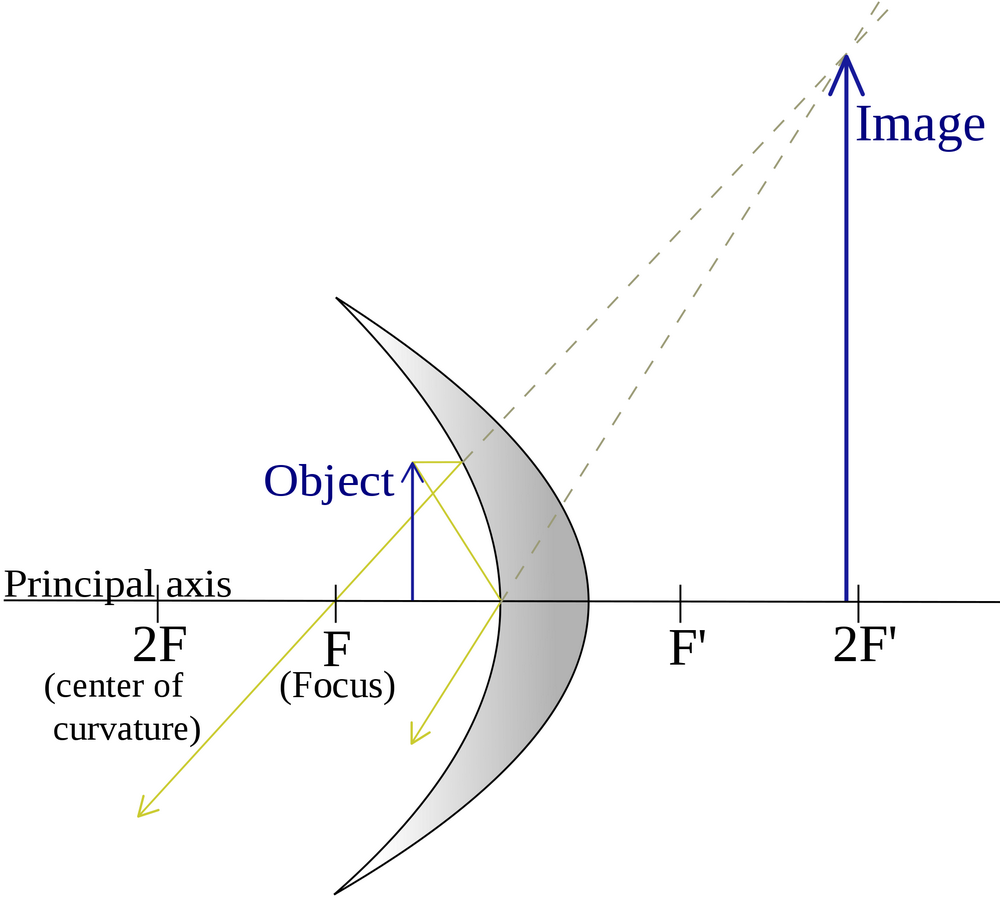 Image
Object
Principal axis
2F
F
F'
2F'
(center of
curvature)
(Focus)